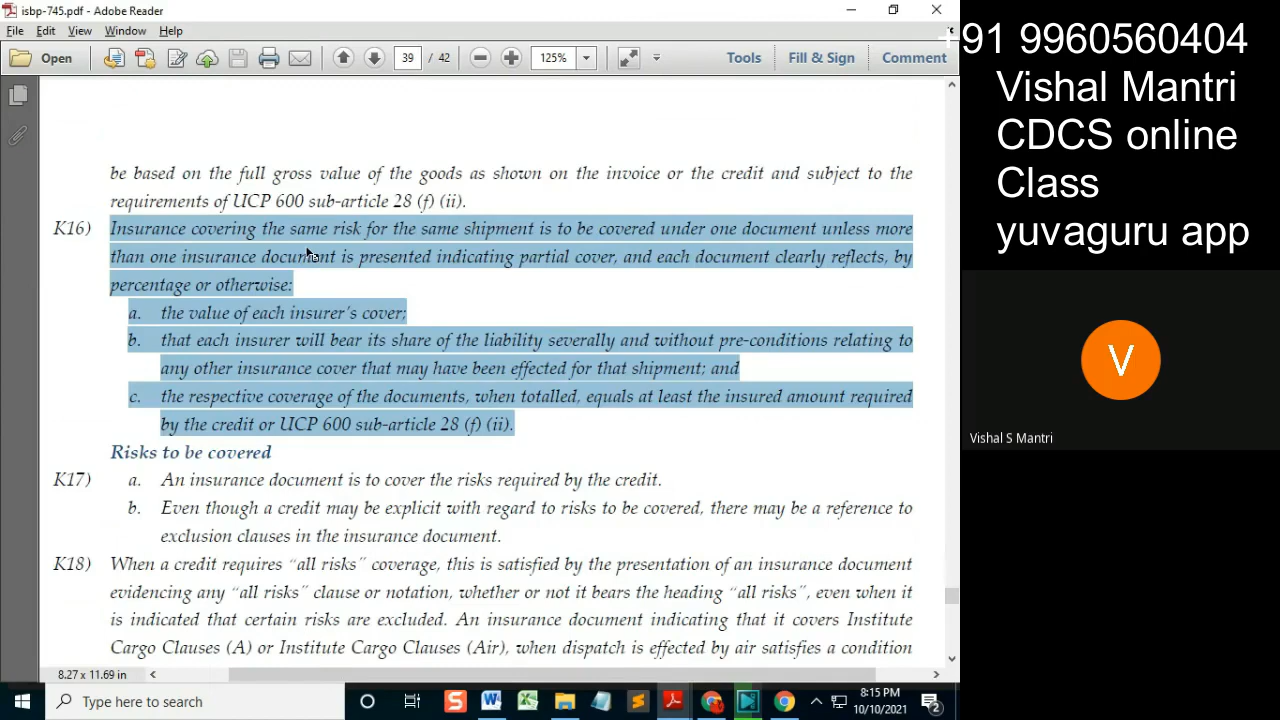 isbp-745.pdf - Adobe Reader
File Edit View Window Help
Open 39 / 42 125% Tools Fill & Sign Comment
be based on the full gross value of the goods as shown on the invoice or the credit and subject to the
requirements of UCP 600 sub-article 28 (f) (ii).
K16) Insurance covering the same risk for the same shipment is to be covered under one document unless more
than one insurance document is presented indicating partial cover, and each document clearly reflects, by
percentage or otherwise:
a. the value of each insurer's cover;
b. that each insurer will bear its share of the liability severally and without pre-conditions relating to
any other insurance cover that may have been effected for that shipment; and
c. the respective coverage of the documents, when totalled, equals at least the insured amount required
by the credit or UCP 600 sub-article 28 (f) (ii).
Risks to be covered
K17) a. An insurance document is to cover the risks required by the credit.
b. Even though a credit may be explicit with regard to risks to be covered, there may be a reference to
exclusion clauses in the insurance document.
K18) When a credit requires "all risks" coverage, this is satisfied by the presentation of an insurance document
evidencing any "all risks" clause or notation, whether or not it bears the heading "all risks", even when it
is indicated that certain risks are excluded. An insurance document indicating that it covers Institute
Cargo Clauses (A) or Institute Cargo Clauses (Air), when dispatch is effected by air satisfies a condition
8.27 x 11.69 in
Type here to search
8:15 PM
10/10/2021
2
+91 9960560404
Vishal Mantri
CDCS online
Class
yuvaguru app
V
Vishal S Mantri